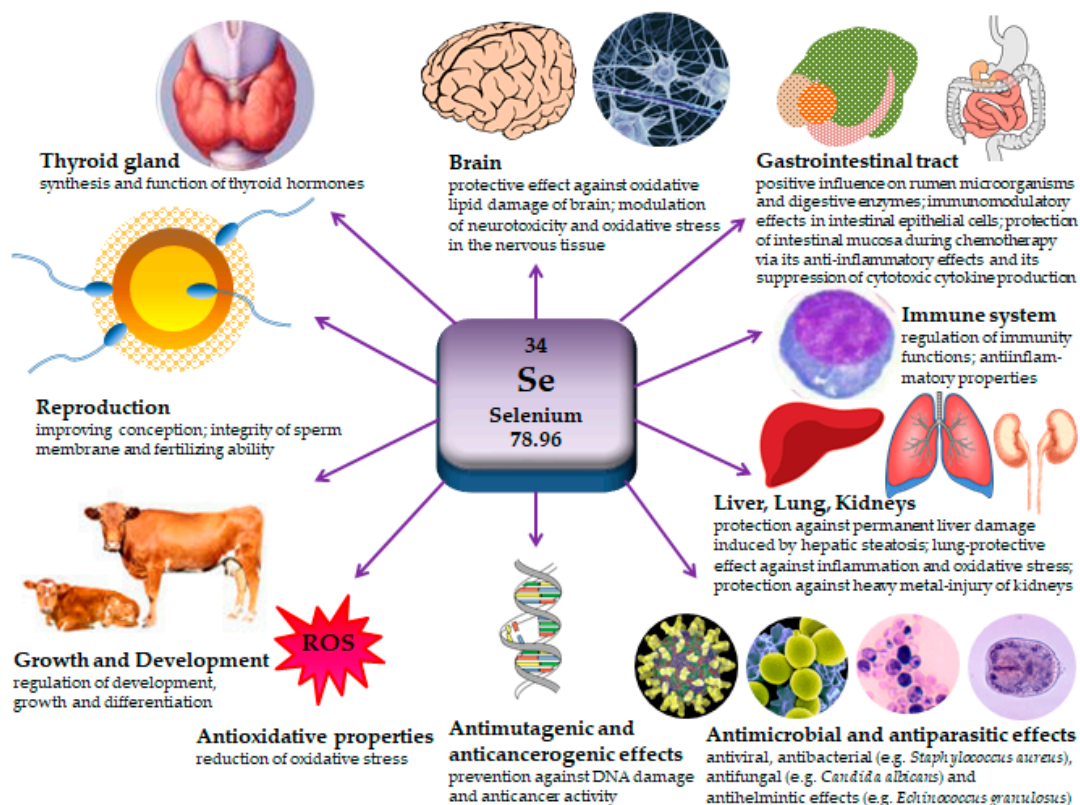 Thyroid gland
synthesis and function of thyroid hormones
Brain
protective effect against oxidative
lipid damage of brain; modulation
of neurotoxicity and oxidative stress
in the nervous tissue
Gastrointestinal tract
positive influence on rumen microorganisms
and digestive enzymes; immunomodulatory
effects in intestinal epithelial cells; protection
of intestinal mucosa during chemotherapy
via its anti-inflammatory effects and its
suppression of cytotoxic cytokine production
Immune system
regulation of immunity
functions; antiinflam-
matory properties
34
Se
Selenium
78.96
Reproduction
improving conception; integrity of sperm
membrane and fertilizing ability
Liver, Lung, Kidneys
protection against permanent liver damage
induced by hepatic steatosis; lung-protective
effect against inflammation and oxidative stress;
protection against heavy metal-injury of kidneys
Growth and Development
regulation of development,
growth and differentiation
ROS
Antioxidative properties
reduction of oxidative stress
Antimutagenic and
anticancerogenic effects
prevention against DNA damage
and anticancer activity
Antimicrobial and antiparasitic effects
antiviral, antibacterial (e.g. Staphylococcus aureus),
antifungal (e.g. Candida albicans) and
antihelmintic effects (e.g. Echinococcus granulosus)